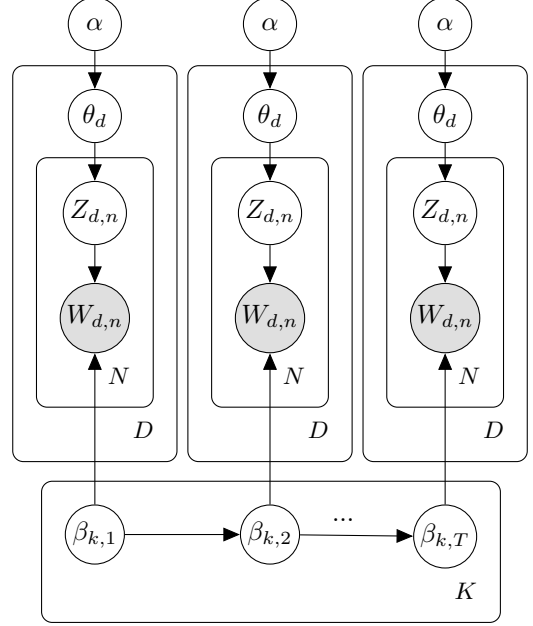 α α α
θ_d θ_d θ_d
Z_{d,n} Z_{d,n} Z_{d,n}
W_{d,n} W_{d,n} W_{d,n}
N N N
D D D
β_{k,1} β_{k,2} ... β_{k,T}
K